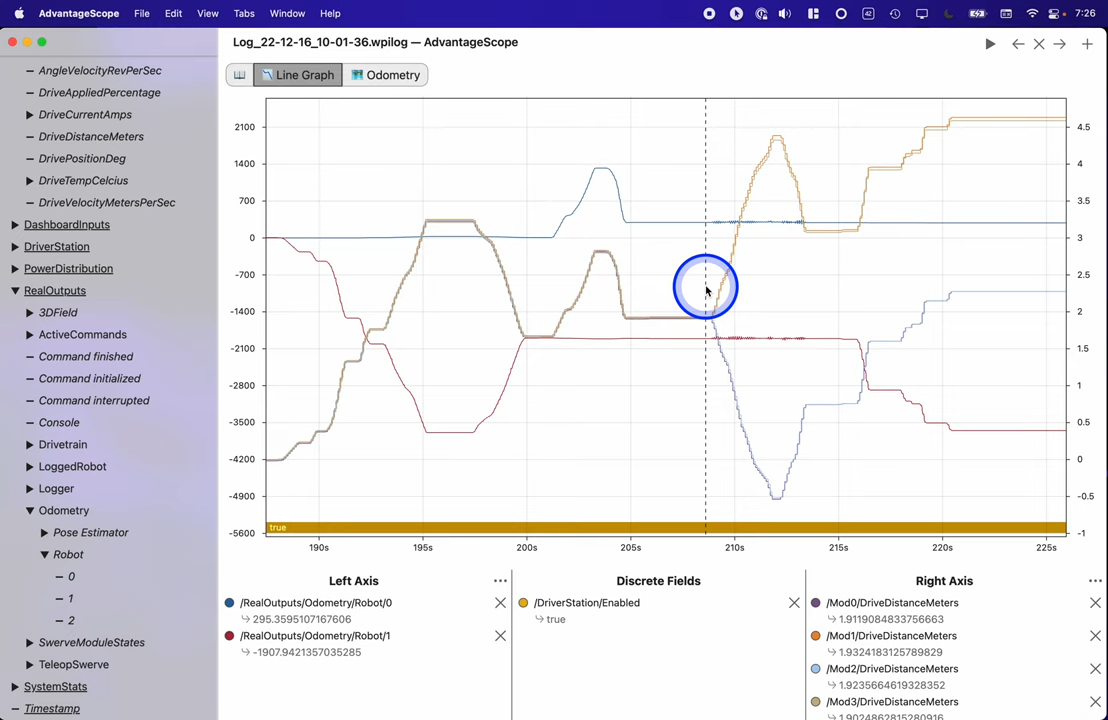 AdvantageScope File Edit View Tabs Window Help 42 7:26
Log_22-12-16_10-01-36.wpilog — AdvantageScope
Line Graph Odometry
AngleVelocityRevPerSec
DriveAppliedPercentage
DriveCurrentAmps
DriveDistanceMeters
DrivePositionDeg
DriveTempCelcius
DriveVelocityMetersPerSec
DashboardInputs
DriverStation
PowerDistribution
RealOutputs
3DField
ActiveCommands
Command finished
Command initialized
Command interrupted
Console
Drivetrain
LoggedRobot
Logger
Odometry
Pose Estimator
Robot
0
1
2
SwerveModuleStates
TeleopSwerve
SystemStats
Timestamp
2100
1400
700
0
-700
-1400
-2100
-2800
-3500
-4200
-4900
-5600
4.5
4
3.5
3
2.5
2
1.5
1
0.5
0
-0.5
-1
true
190s 195s 200s 205s 210s 215s 220s 225s
Left Axis
/RealOutputs/Odometry/Robot/0
295.3595107167606
/RealOutputs/Odometry/Robot/1
-1907.9421357035285
Discrete Fields
/DriverStation/Enabled
true
Right Axis
/Mod0/DriveDistanceMeters
1.9119084833756663
/Mod1/DriveDistanceMeters
1.9324183125789829
/Mod2/DriveDistanceMeters
1.9235664619328352
/Mod3/DriveDistanceMeters
1.9024862815280916